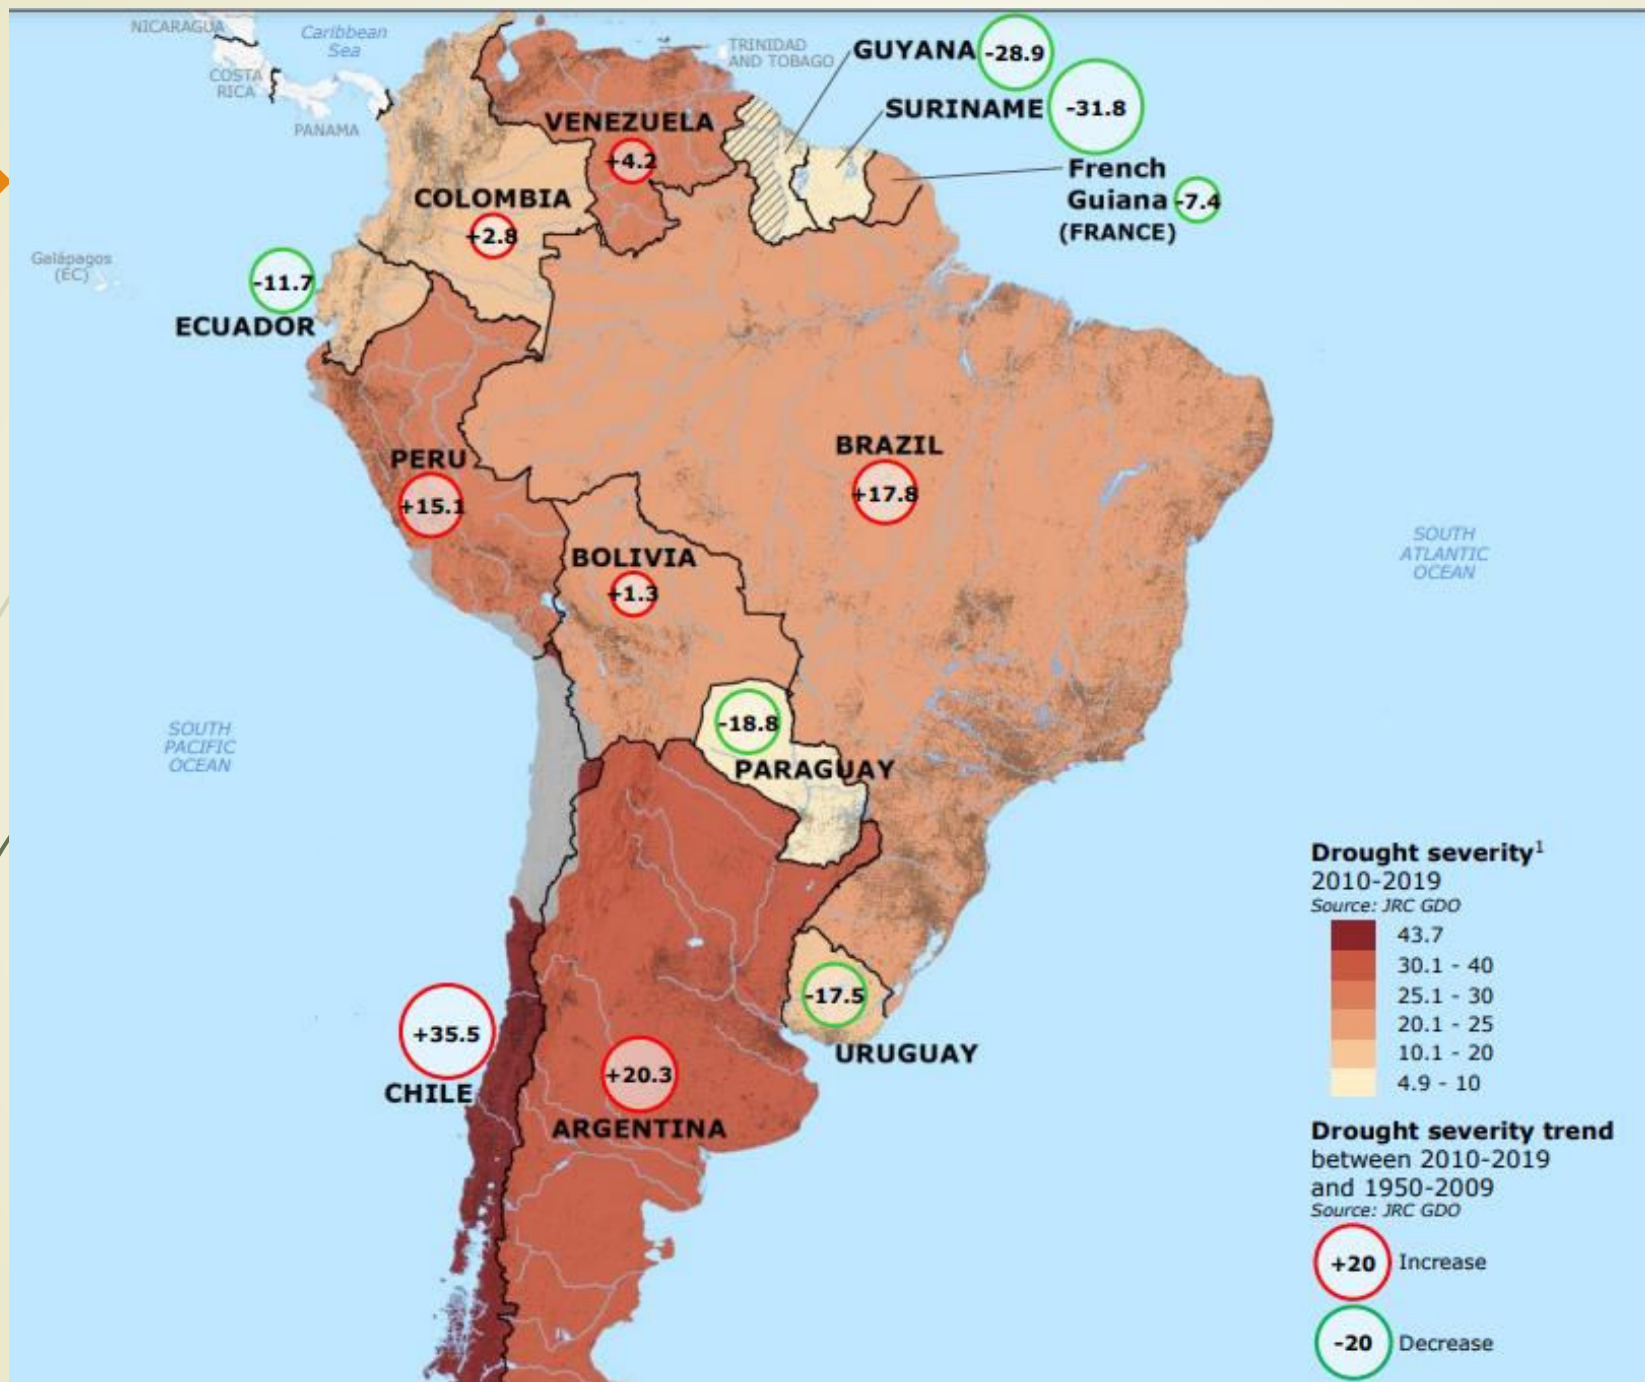 NICARAGUA
Caribbean
Sea
COSTA
RICA
PANAMA
TRINIDAD
AND TOBAGO
GUYANA -28.9
SURINAME -31.8
French
Guiana -7.4
(FRANCE)
VENEZUELA
+4.2
COLOMBIA
+2.8
Galápagos
(EC)
-11.7
ECUADOR
PERU
+15.1
BRAZIL
+17.8
BOLIVIA
+1.3
SOUTH
ATLANTIC
OCEAN
SOUTH
PACIFIC
OCEAN
-18.8
PARAGUAY
-17.5
URUGUAY
+35.5
CHILE
+20.3
ARGENTINA
Drought severity¹
2010-2019
Source: JRC GDO
43.7
30.1 - 40
25.1 - 30
20.1 - 25
10.1 - 20
4.9 - 10
Drought severity trend
between 2010-2019
and 1950-2009
Source: JRC GDO
+20 Increase
-20 Decrease